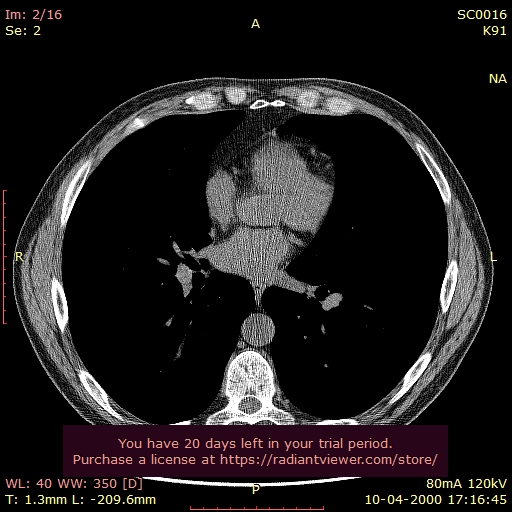 Im: 2/16
Se: 2
A
SC0016
K91
NA
R
L
You have 20 days left in your trial period.
Purchase a license at https://radiantviewer.com/store/
WL: 40 WW: 350 [D]
T: 1.3mm L: -209.6mm
P
80mA 120kV
10-04-2000 17:16:45